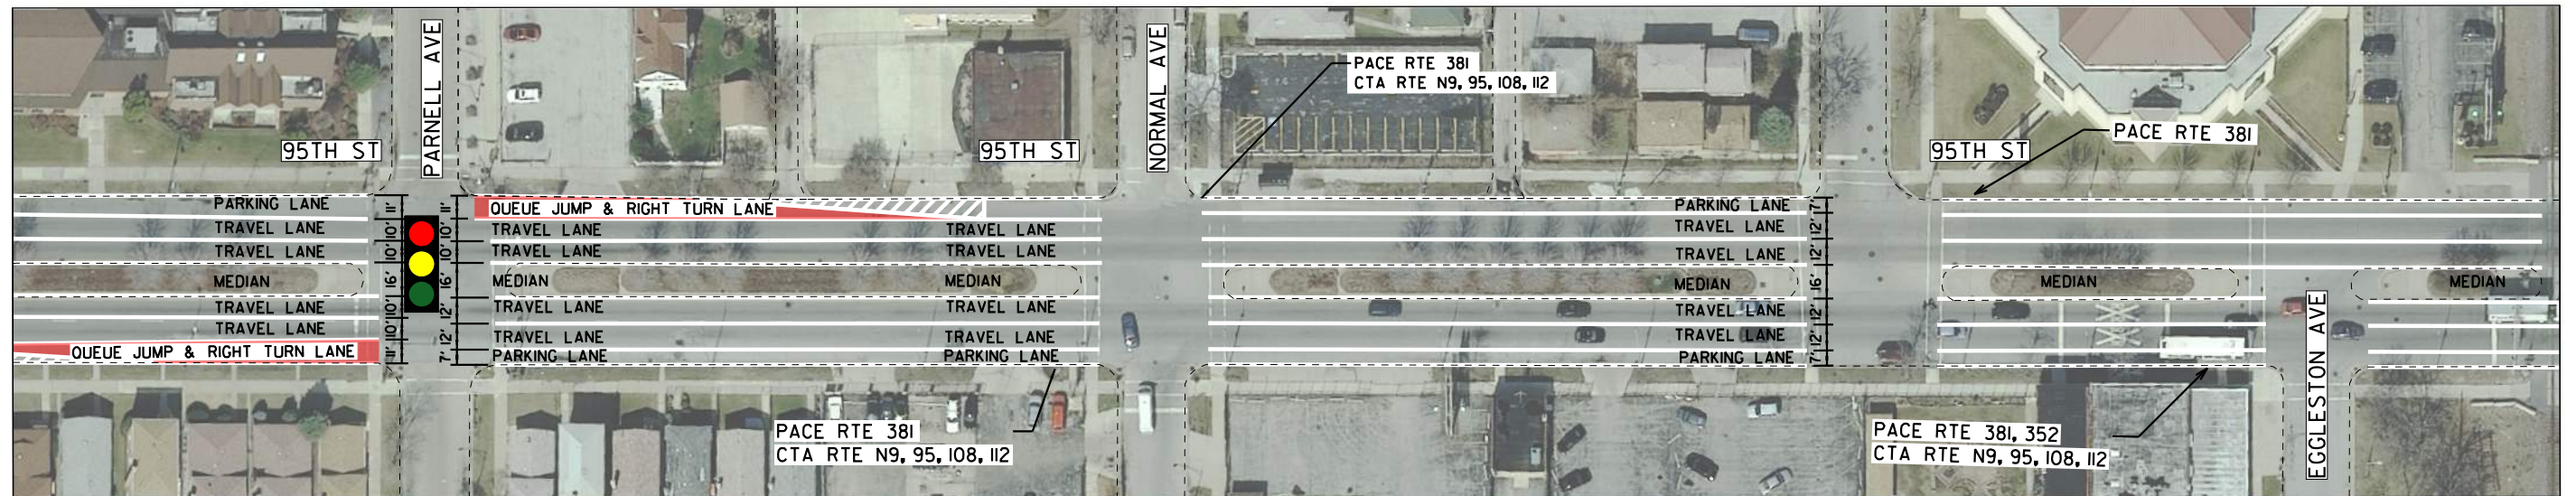 PARNELL AVE
NORMAL AVE
EGGLESTON AVE
95TH ST
95TH ST
95TH ST
PACE RTE 381
CTA RTE N9, 95, 108, 112
PACE RTE 381
PARKING LANE
TRAVEL LANE
TRAVEL LANE
MEDIAN
TRAVEL LANE
TRAVEL LANE
QUEUE JUMP & RIGHT TURN LANE
11'
10'
10'
16'
10'
10'
11'
11'
10'
10'
16'
12'
12'
7'
QUEUE JUMP & RIGHT TURN LANE
TRAVEL LANE
TRAVEL LANE
MEDIAN
TRAVEL LANE
TRAVEL LANE
PARKING LANE
TRAVEL LANE
TRAVEL LANE
MEDIAN
TRAVEL LANE
TRAVEL LANE
PARKING LANE
PARKING LANE
TRAVEL LANE
TRAVEL LANE
MEDIAN
TRAVEL LANE
TRAVEL LANE
PARKING LANE
7'
12'
12'
16'
12'
12'
7'
MEDIAN
MEDIAN
PACE RTE 381
CTA RTE N9, 95, 108, 112
PACE RTE 381, 352
CTA RTE N9, 95, 108, 112